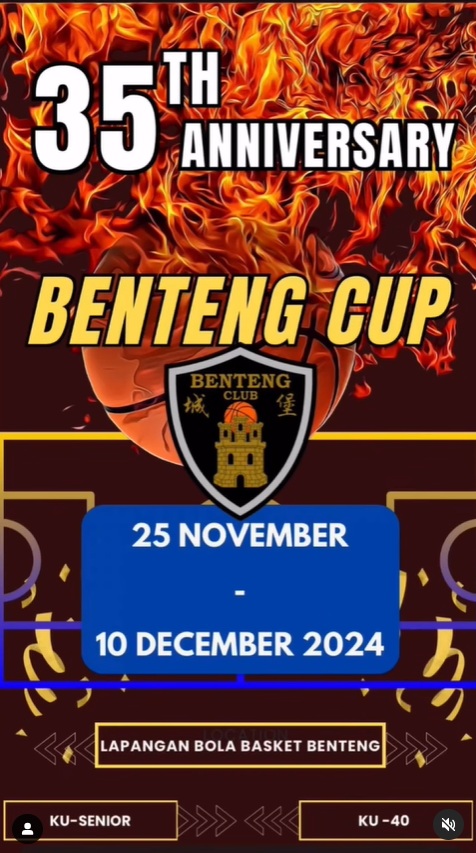 35TH
ANNIVERSARY
BENTENG CUP
BENTENG
CLUB
城 堡
25 NOVEMBER
-
10 DECEMBER 2024
LOCATION
LAPANGAN BOLA BASKET BENTENG
KU-SENIOR
KU -40